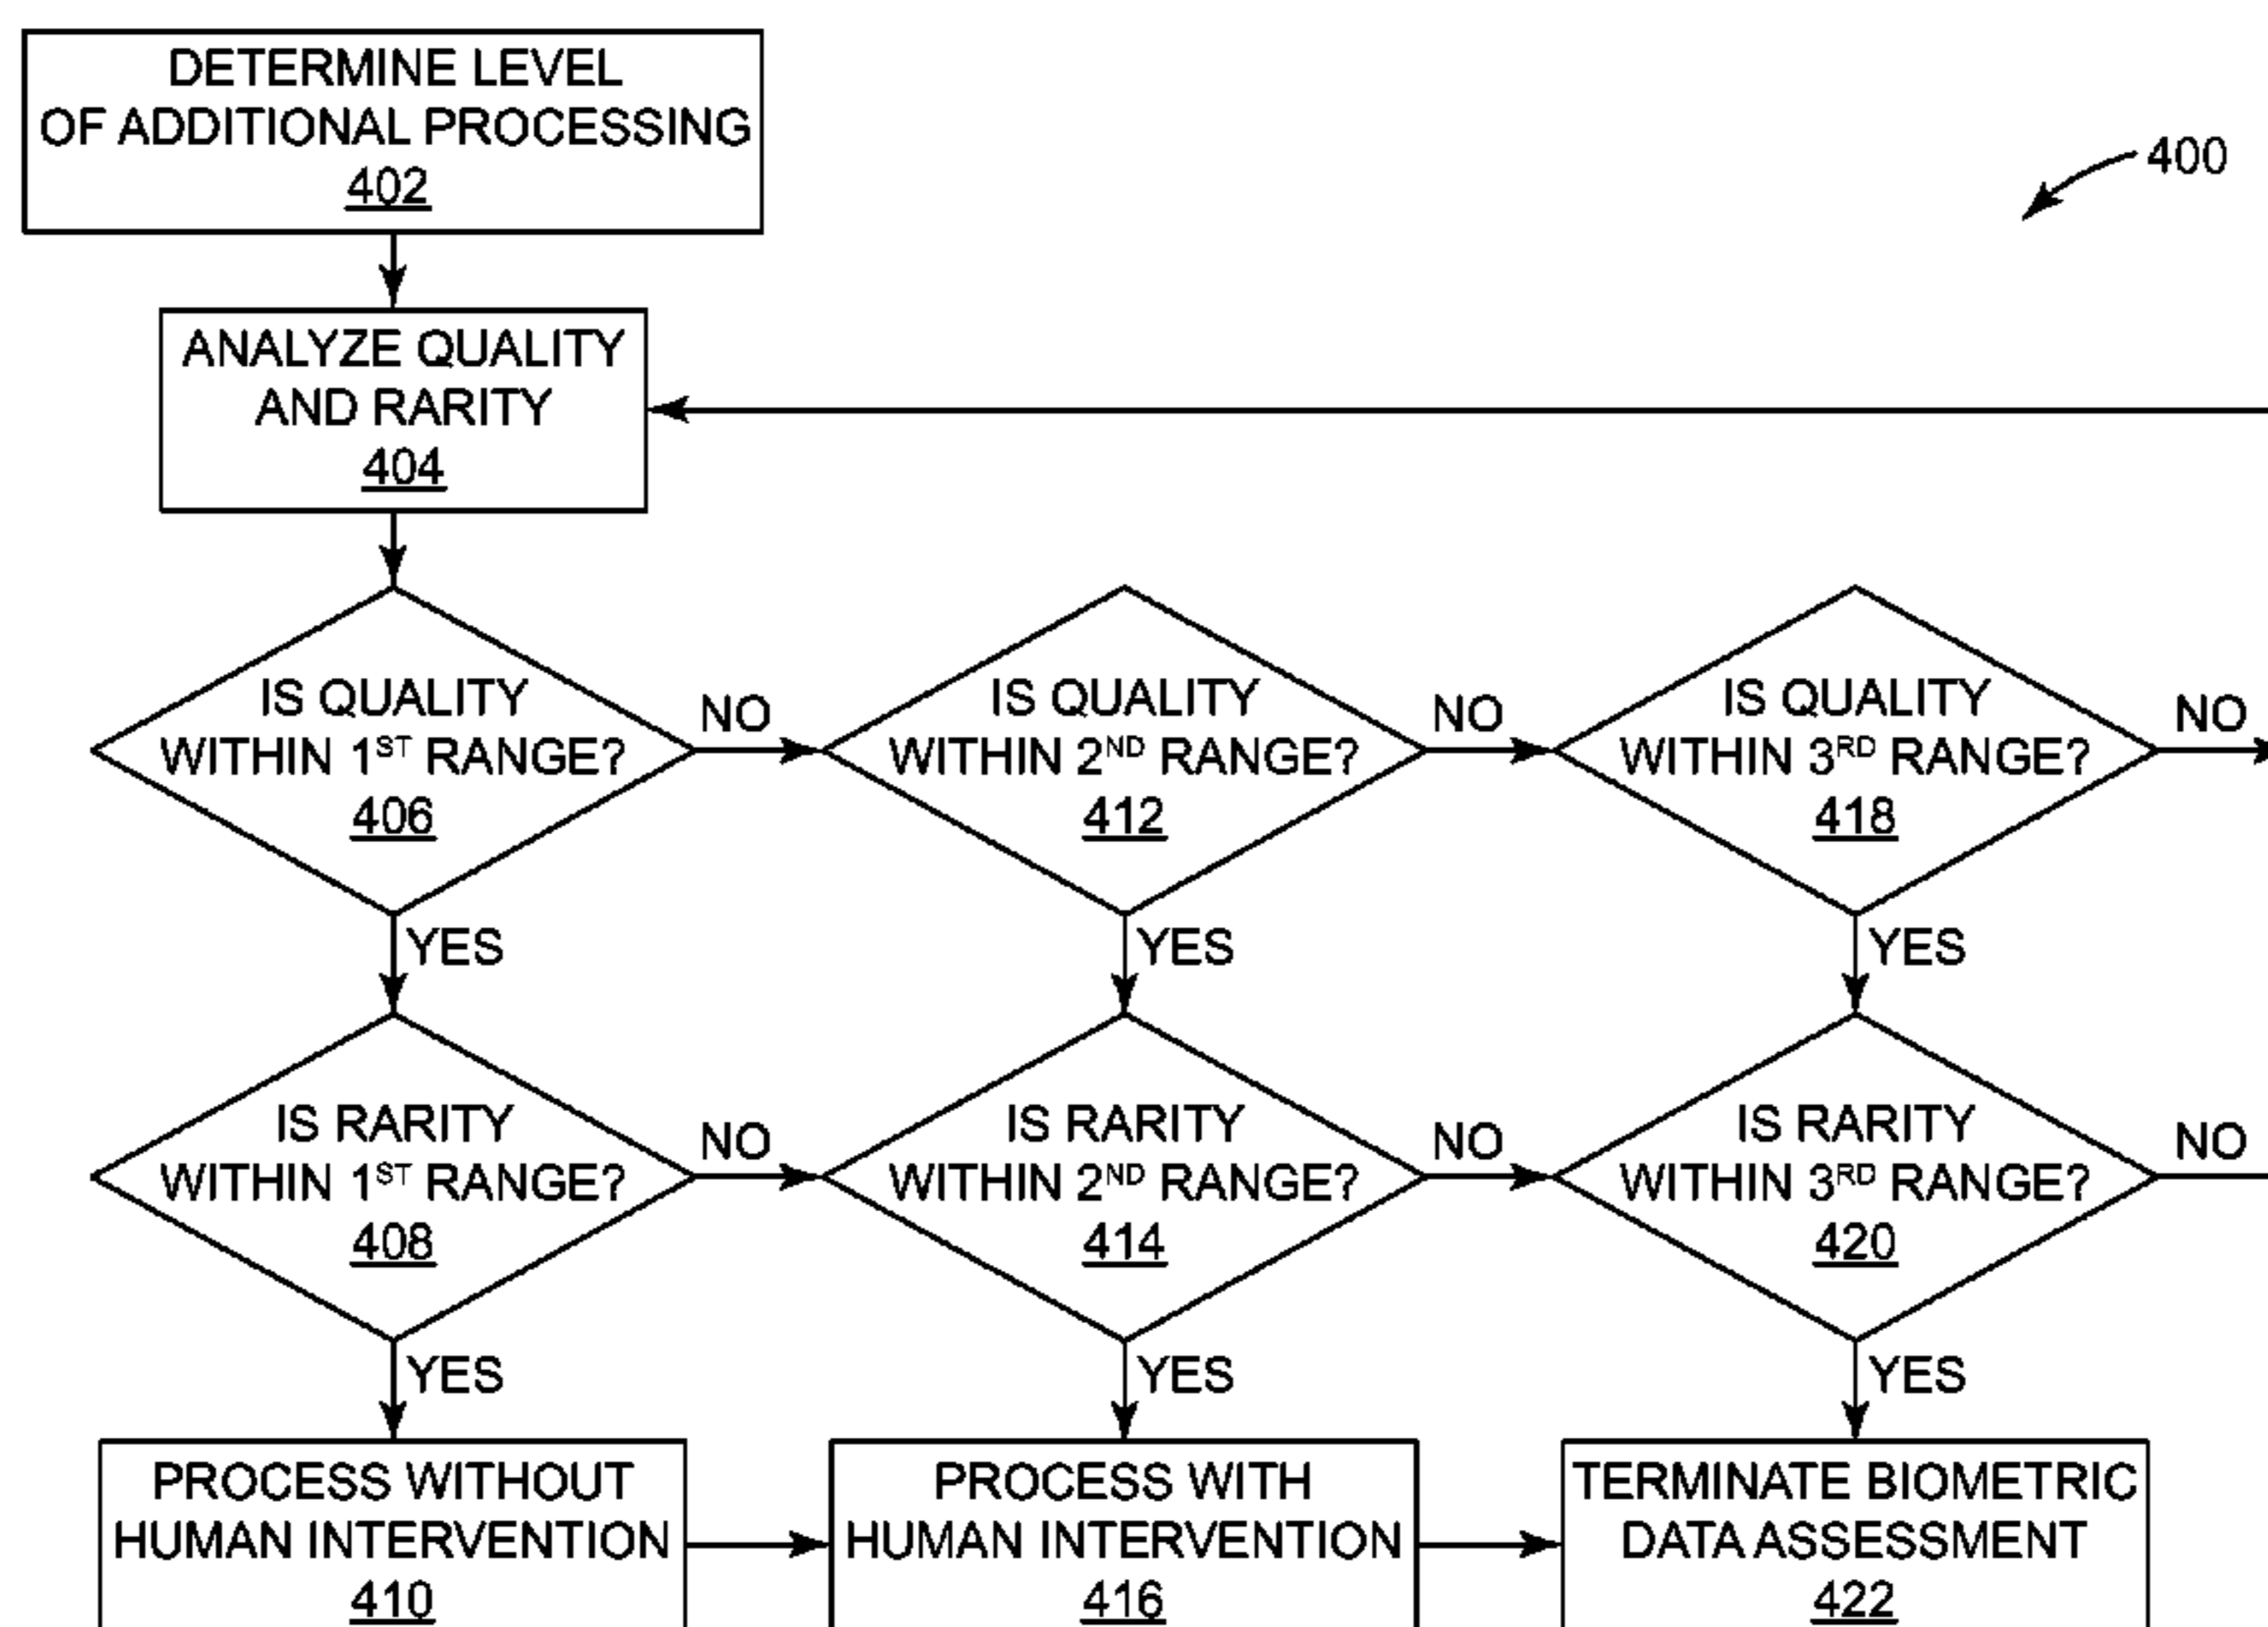 DETERMINE LEVEL
OF ADDITIONAL PROCESSING
402
400
ANALYZE QUALITY
AND RARITY
404
IS QUALITY
WITHIN 1ST RANGE?
406
NO
IS QUALITY
WITHIN 2ND RANGE?
412
NO
IS QUALITY
WITHIN 3RD RANGE?
418
NO
YES
YES
YES
IS RARITY
WITHIN 1ST RANGE?
408
NO
IS RARITY
WITHIN 2ND RANGE?
414
NO
IS RARITY
WITHIN 3RD RANGE?
420
NO
YES
YES
YES
PROCESS WITHOUT
HUMAN INTERVENTION
410
PROCESS WITH
HUMAN INTERVENTION
416
TERMINATE BIOMETRIC
DATA ASSESSMENT
422